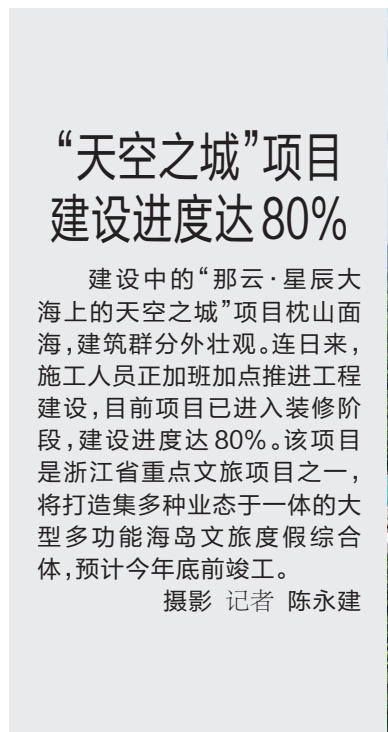 “天空之城”项目
建设进度达80%
建设中的“那云·星辰大
海上的天空之城”项目枕山面
海，建筑群分外壮观。连日来，
施工人员正加班加点推进工程
建设，目前项目已进入装修阶
段，建设进度达80%。该项目
是浙江省重点文旅项目之一，
将打造集多种业态于一体的大
型多功能海岛文旅度假综合
体，预计今年底前竣工。
摄影 记者 陈永建